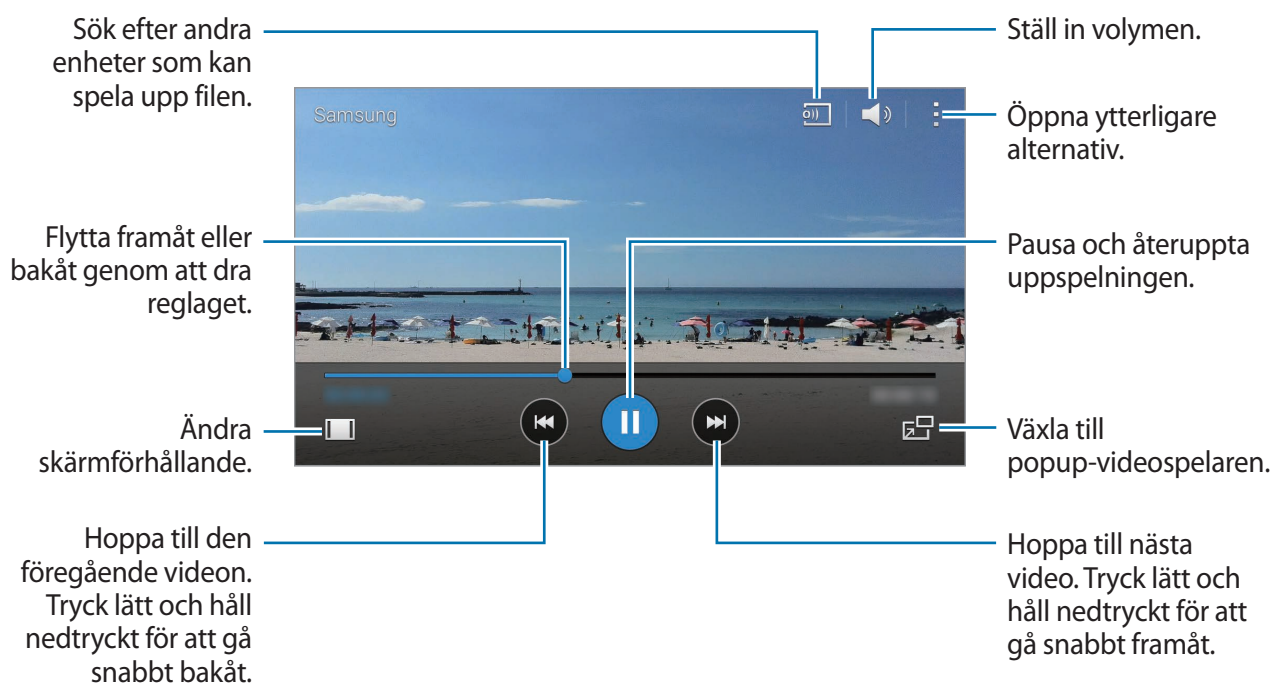 Sök efter andra
enheter som kan
spela upp filen.
Ställ in volymen.
Samsung
Öppna ytterligare
alternativ.
Flytta framåt eller
bakåt genom att dra
reglaget.
Pausa och återuppta
uppspelningen.
Ändra
skärmförhållande.
Växla till
popup-videospelaren.
Hoppa till den
föregående videon.
Tryck lätt och håll
nedtryckt för att gå
snabbt bakåt.
Hoppa till nästa
video. Tryck lätt och
håll nedtryckt för att
gå snabbt framåt.